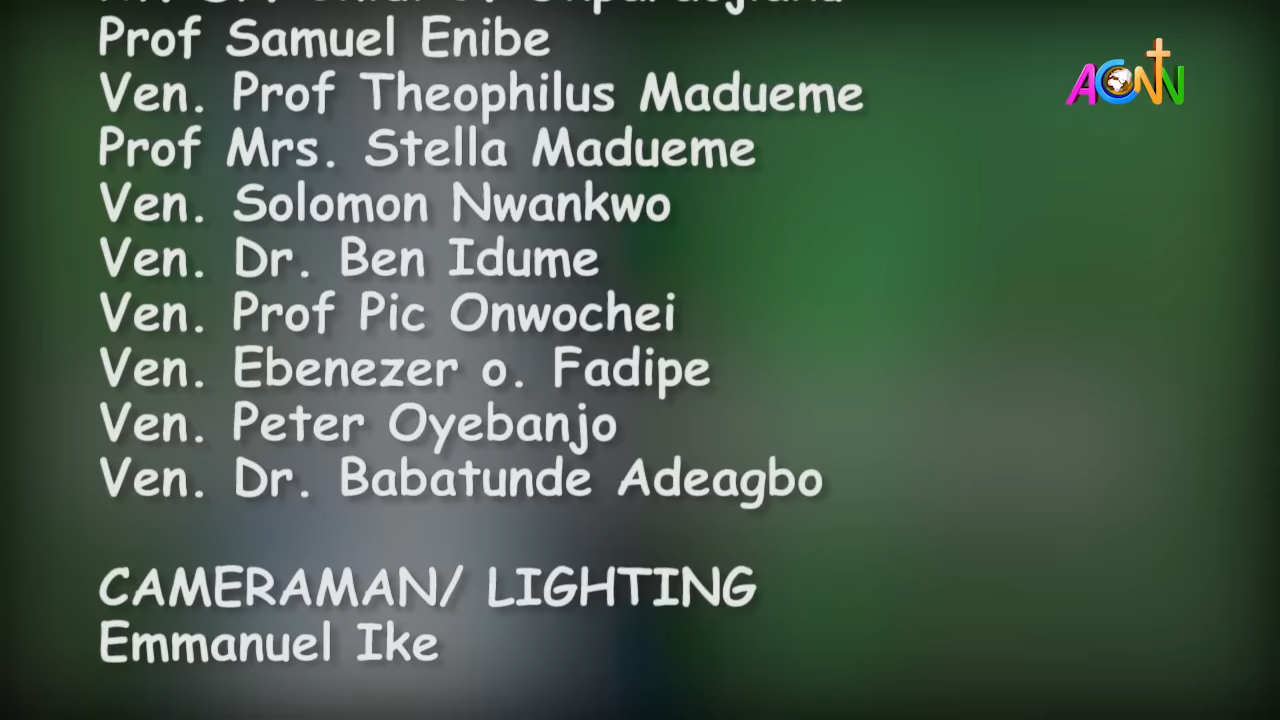 Prof Samuel Enibe
Ven. Prof Theophilus Madueme
Prof Mrs. Stella Madueme
Ven. Solomon Nwankwo
Ven. Dr. Ben Idume
Ven. Prof Pic Onwochei
Ven. Ebenezer o. Fadipe
Ven. Peter Oyebanjo
Ven. Dr. Babatunde Adeagbo
CAMERAMAN/ LIGHTING
Emmanuel Ike
ACNN